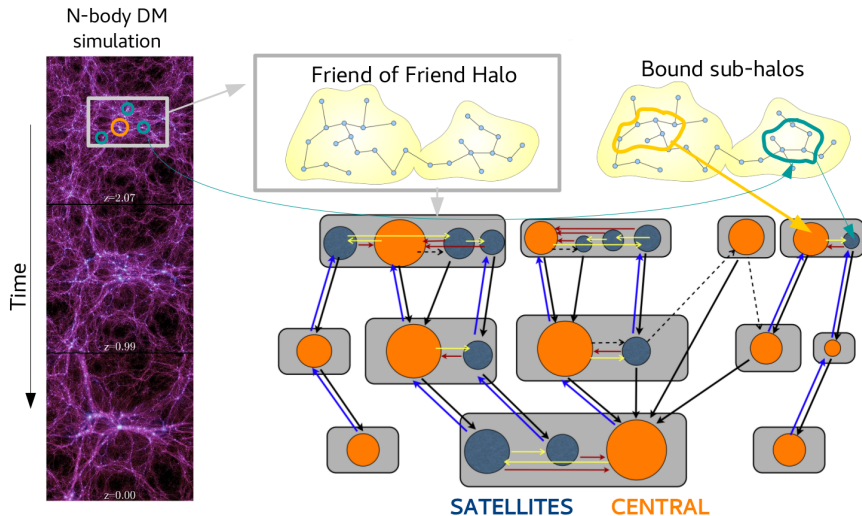 N-body DM
simulation
Friend of Friend Halo
Bound sub-halos
z=2.07
Time
z=0.99
z=0.00
SATELLITES
CENTRAL